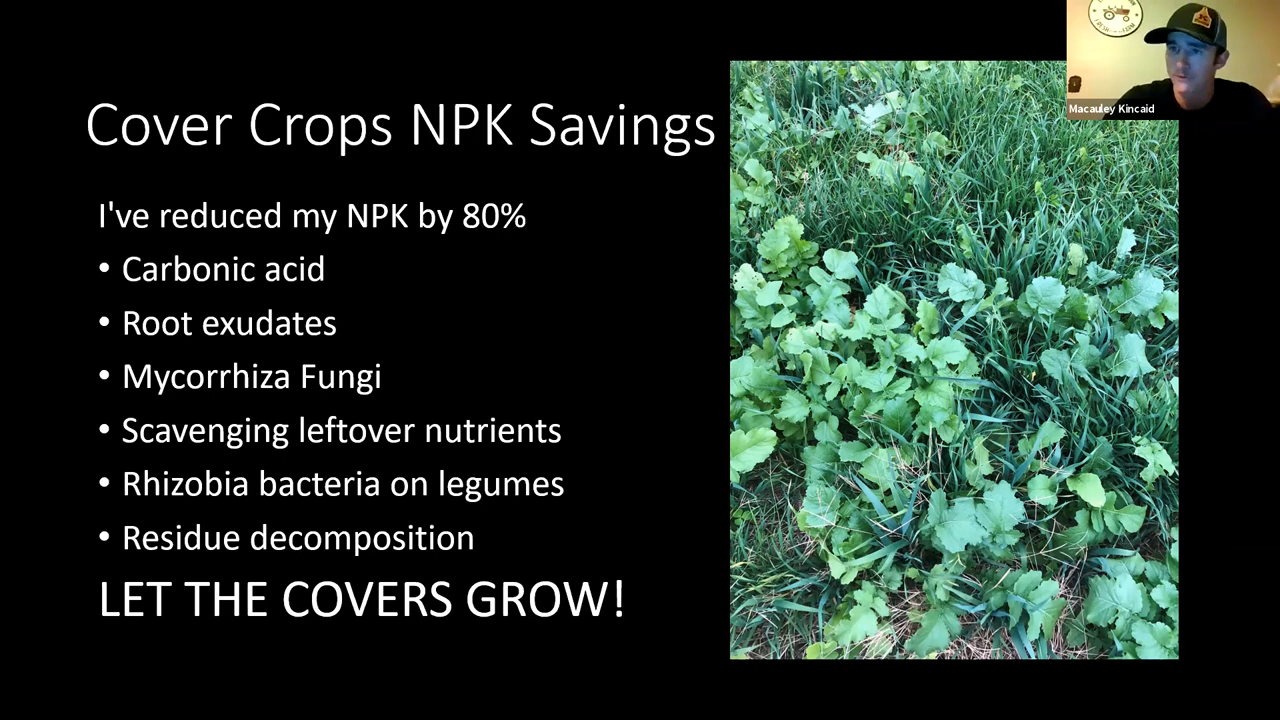 Cover Crops NPK Savings
I've reduced my NPK by 80%
• Carbonic acid
• Root exudates
• Mycorrhiza Fungi
• Scavenging leftover nutrients
• Rhizobia bacteria on legumes
• Residue decomposition
LET THE COVERS GROW!
Macauley Kincaid